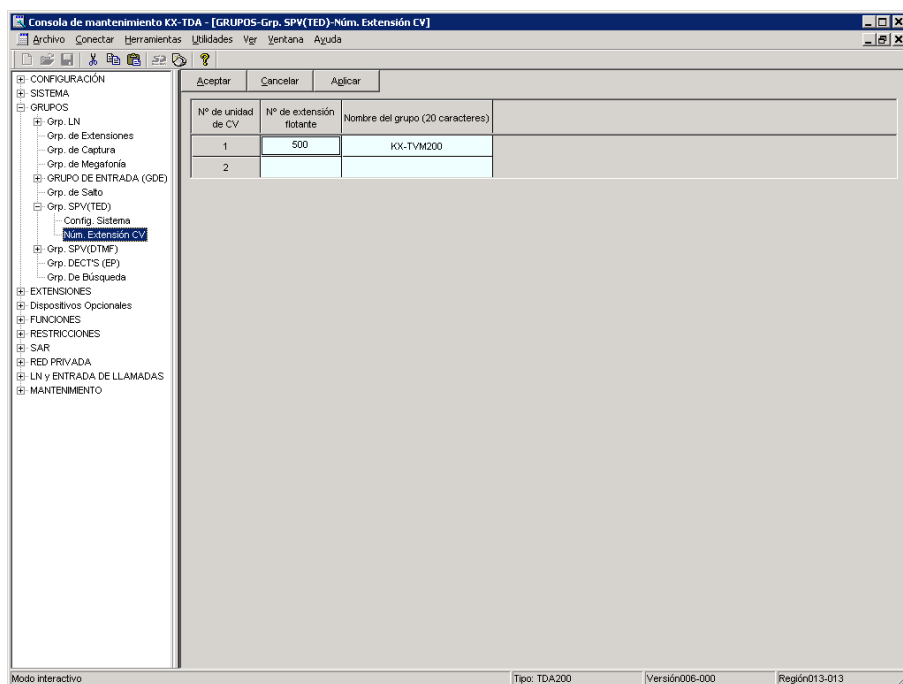 Consola de mantenimiento KX-TDA - [GRUPOS-Grp. SPV(TED)-Núm. Extensión CV]
Archivo Conectar Herramientas Utilidades Ver Ventana Ayuda
CONFIGURACIÓN
SISTEMA
GRUPOS
Grp. LN
Grp. de Extensiones
Grp. de Captura
Grp. de Megafonía
GRUPO DE ENTRADA (GDE)
Grp. de Salto
Grp. SPV(TED)
Config. Sistema
Núm. Extensión CV
Grp. SPV(DTMF)
Grp. DECT'S (EP)
Grp. De Búsqueda
EXTENSIONES
Dispositivos Opcionales
FUNCIONES
RESTRICCIONES
SAR
RED PRIVADA
LN y ENTRADA DE LLAMADAS
MANTENIMIENTO
Aceptar Cancelar Aplicar
Nº de unidad de CV Nº de extensión flotante Nombre del grupo (20 caracteres)
1 500 KX-TVM200
2
Modo interactivo Tipo: TDA200 Versión006-000 Región013-013